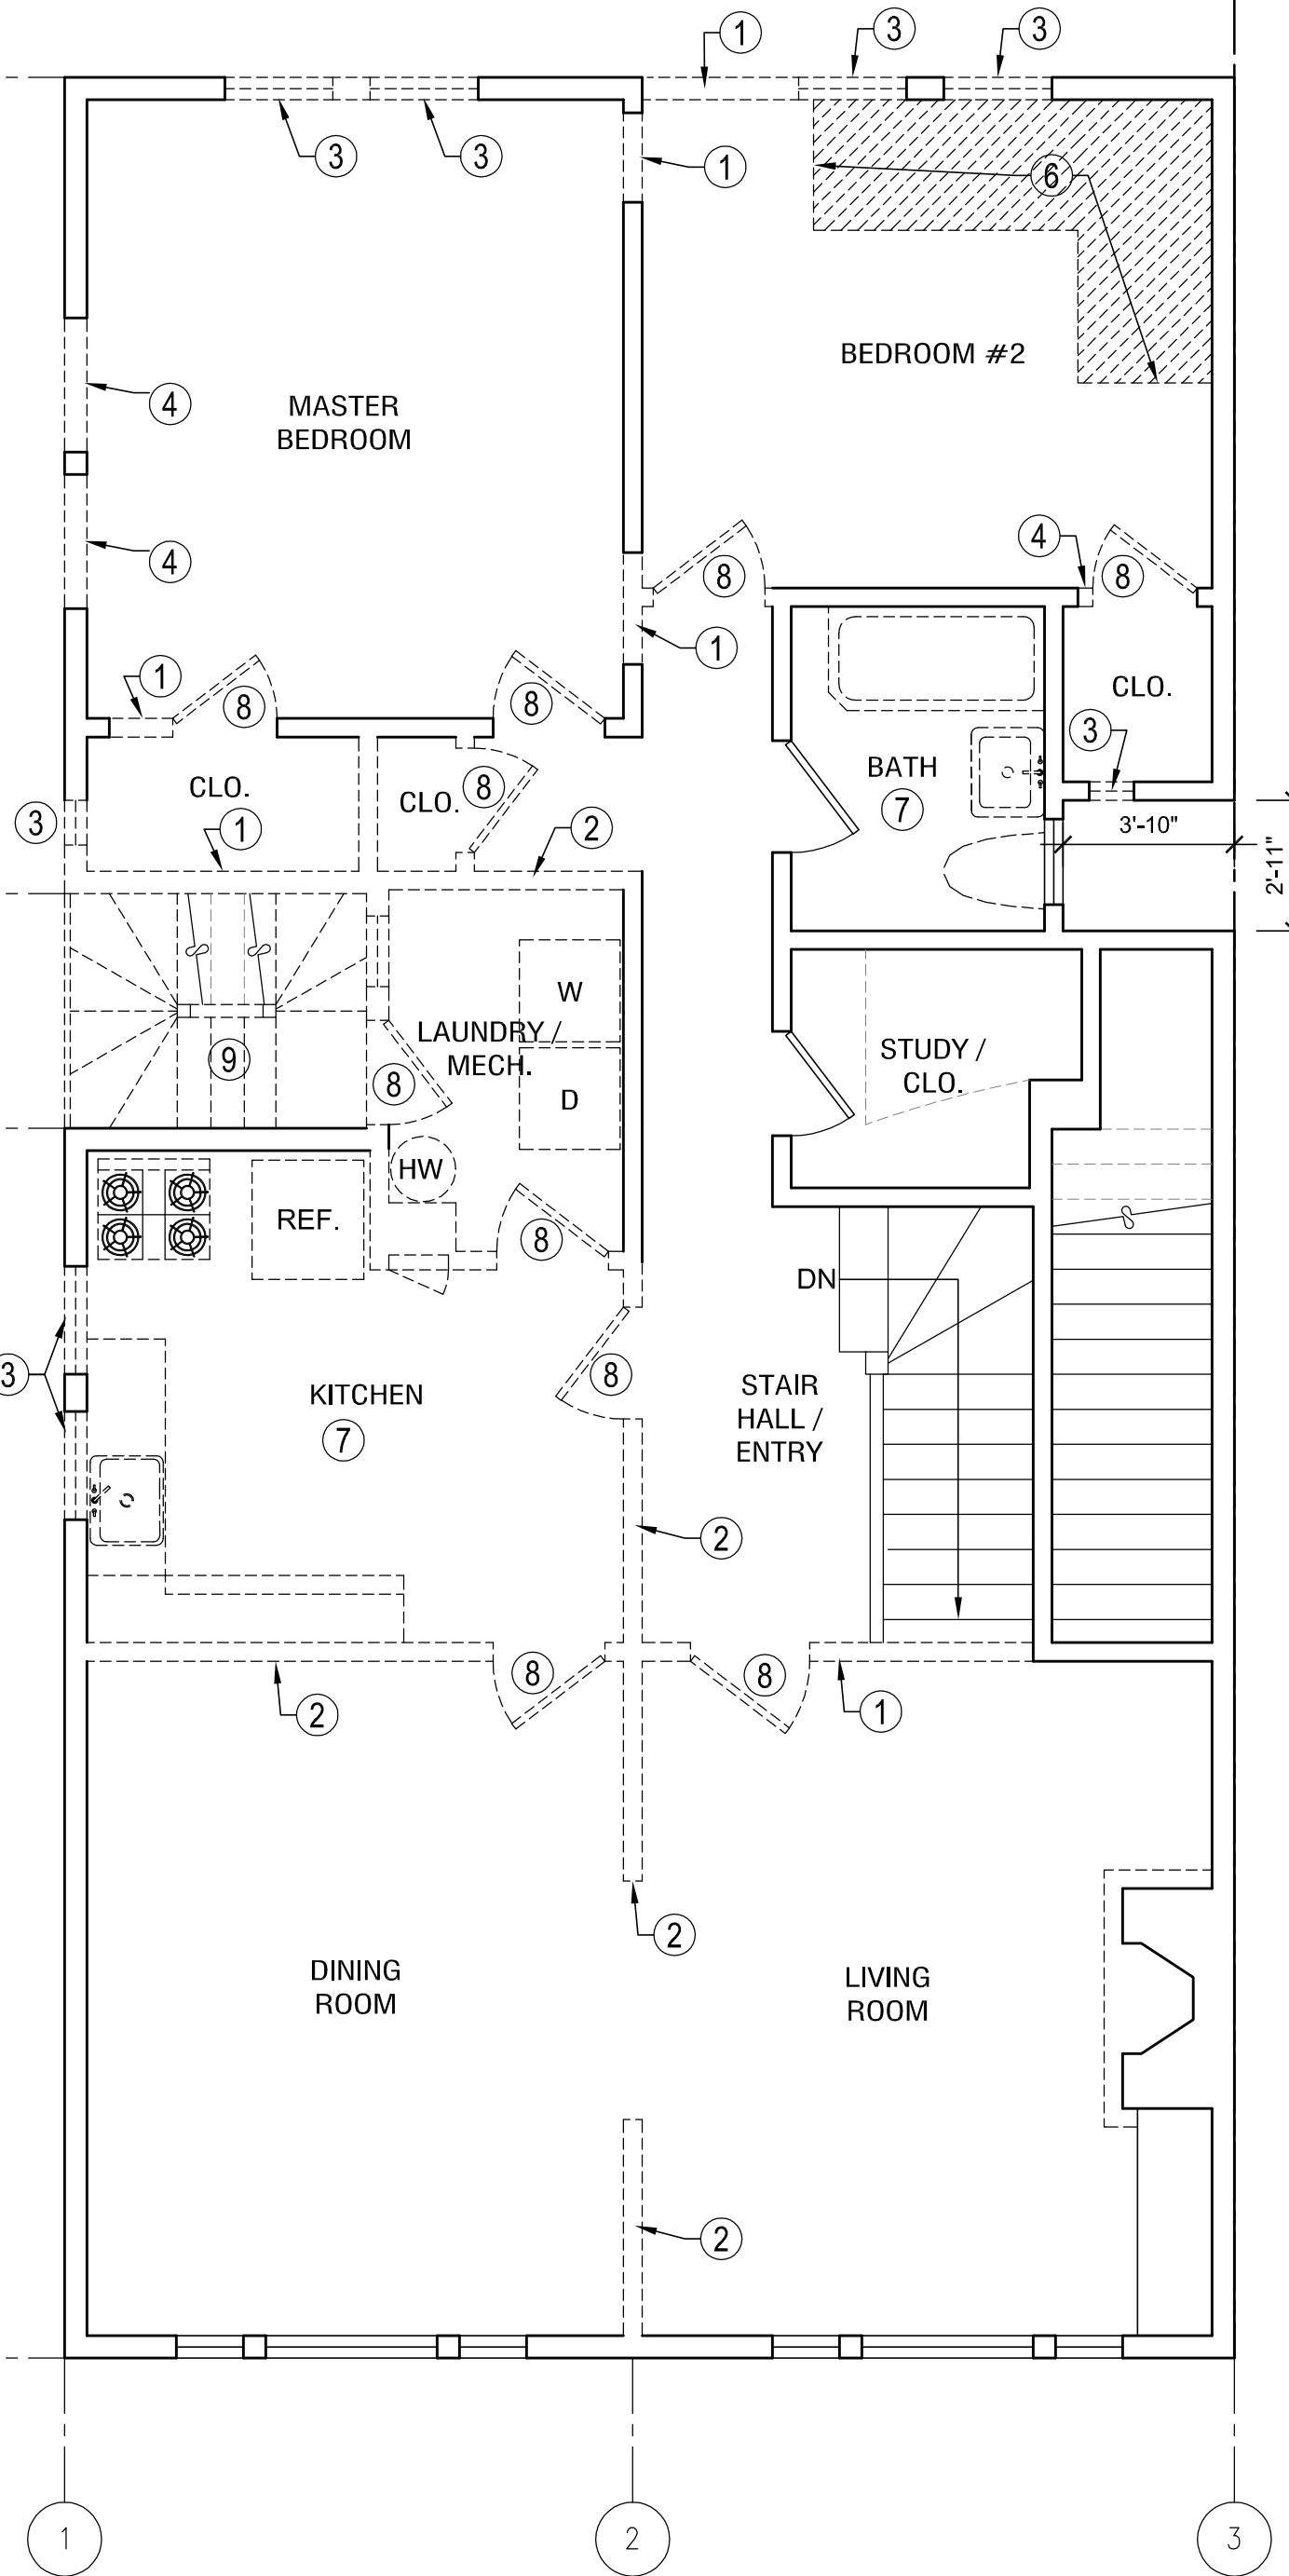 1
3
3
3
3
1
6
BEDROOM #2
4
MASTER
BEDROOM
4
4
8
8
1
1
8
8
CLO.
3
BATH
7
CLO.
CLO.
8
3
1
2
3'-10"
2'-11"
W
LAUNDRY /
MECH.
STUDY /
CLO.
9
8
D
HW
REF.
8
DN
3
8
KITCHEN
7
STAIR
HALL /
ENTRY
2
8
8
2
1
2
DINING
ROOM
LIVING
ROOM
2
1
2
3